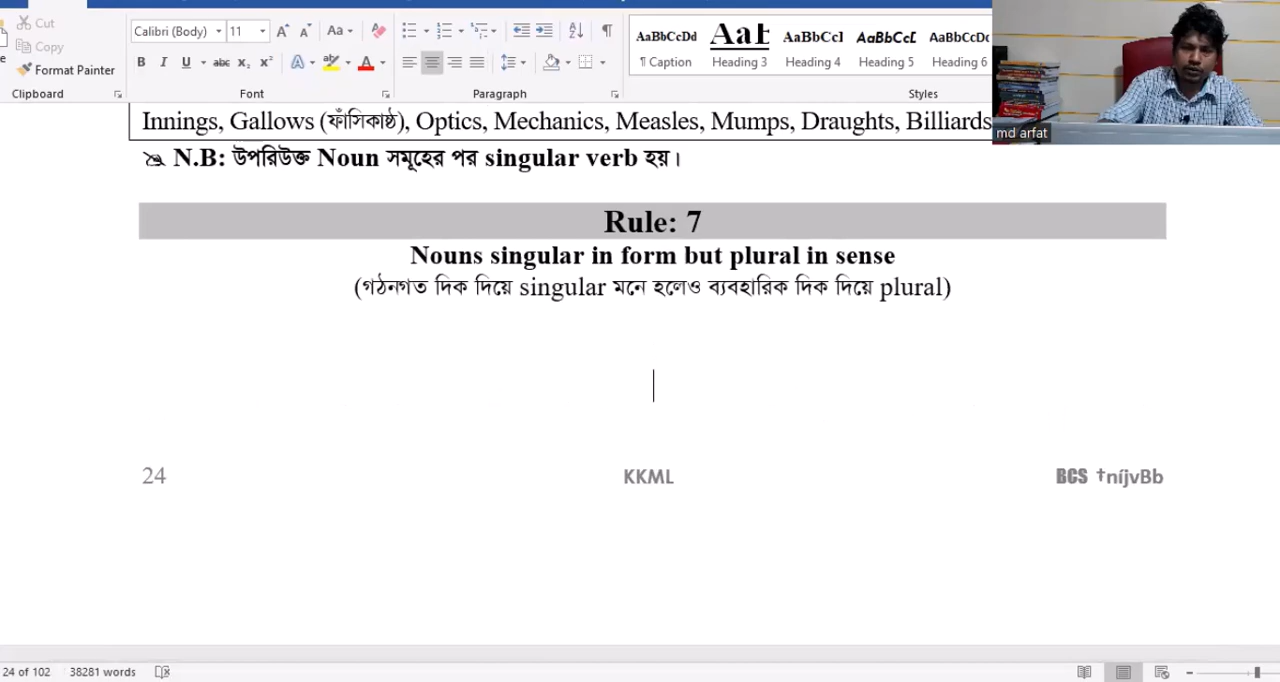 Cut
Copy
Format Painter
Clipboard
Calibri (Body) 11
Font
Paragraph
AaBbCcDd
¶ Caption
Heading 3
AaBbCcI
Heading 4
AaBbCcD
Heading 5
AaBbCcDc
Heading 6
Styles
md arfat
Innings, Gallows (ফাঁসিকাষ্ঠ), Optics, Mechanics, Measles, Mumps, Draughts, Billiards
N.B: উপরিউক্ত Noun সমূহের পর singular verb হয়।
Rule: 7
Nouns singular in form but plural in sense
(গঠনগত দিক দিয়ে singular মনে হলেও ব্যবহারিক দিক দিয়ে plural)
24 KKML BCS †níjvBb
24 of 102 38281 words